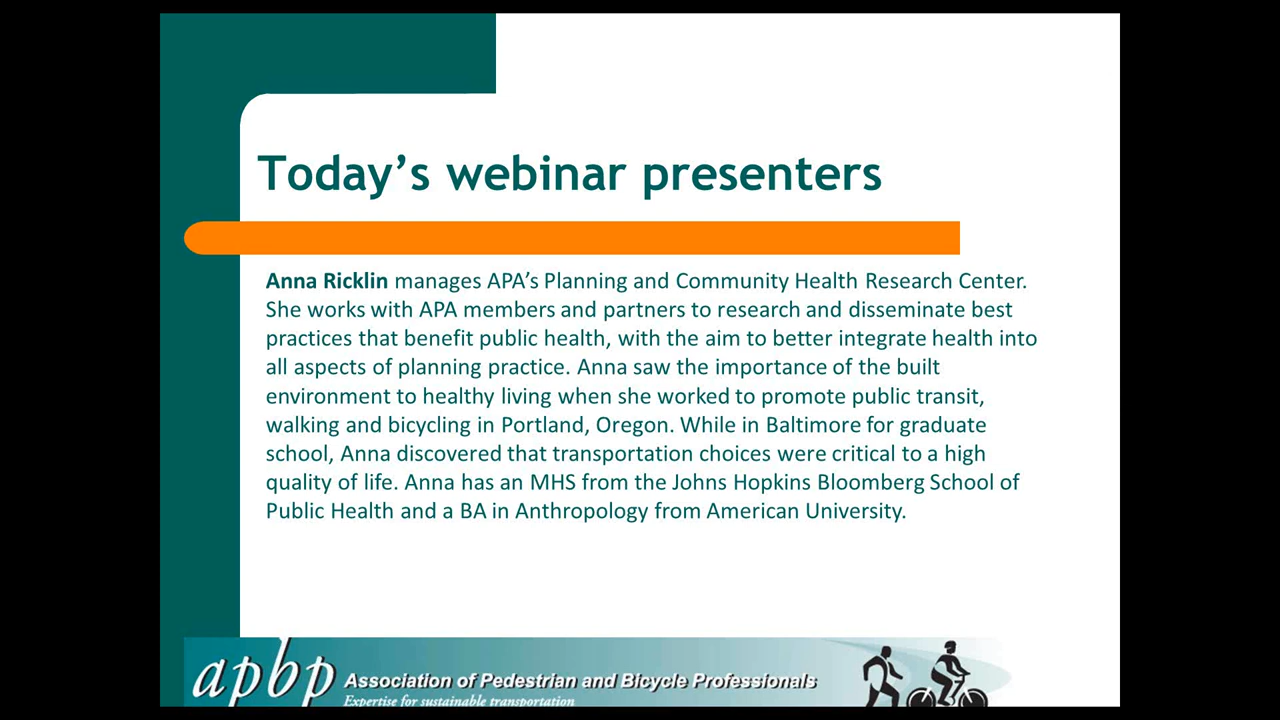 Today’s webinar presenters
Anna Ricklin manages APA’s Planning and Community Health Research Center.
She works with APA members and partners to research and disseminate best
practices that benefit public health, with the aim to better integrate health into
all aspects of planning practice. Anna saw the importance of the built
environment to healthy living when she worked to promote public transit,
walking and bicycling in Portland, Oregon. While in Baltimore for graduate
school, Anna discovered that transportation choices were critical to a high
quality of life. Anna has an MHS from the Johns Hopkins Bloomberg School of
Public Health and a BA in Anthropology from American University.
apbp
Association of Pedestrian and Bicycle Professionals
Expertise for sustainable transportation